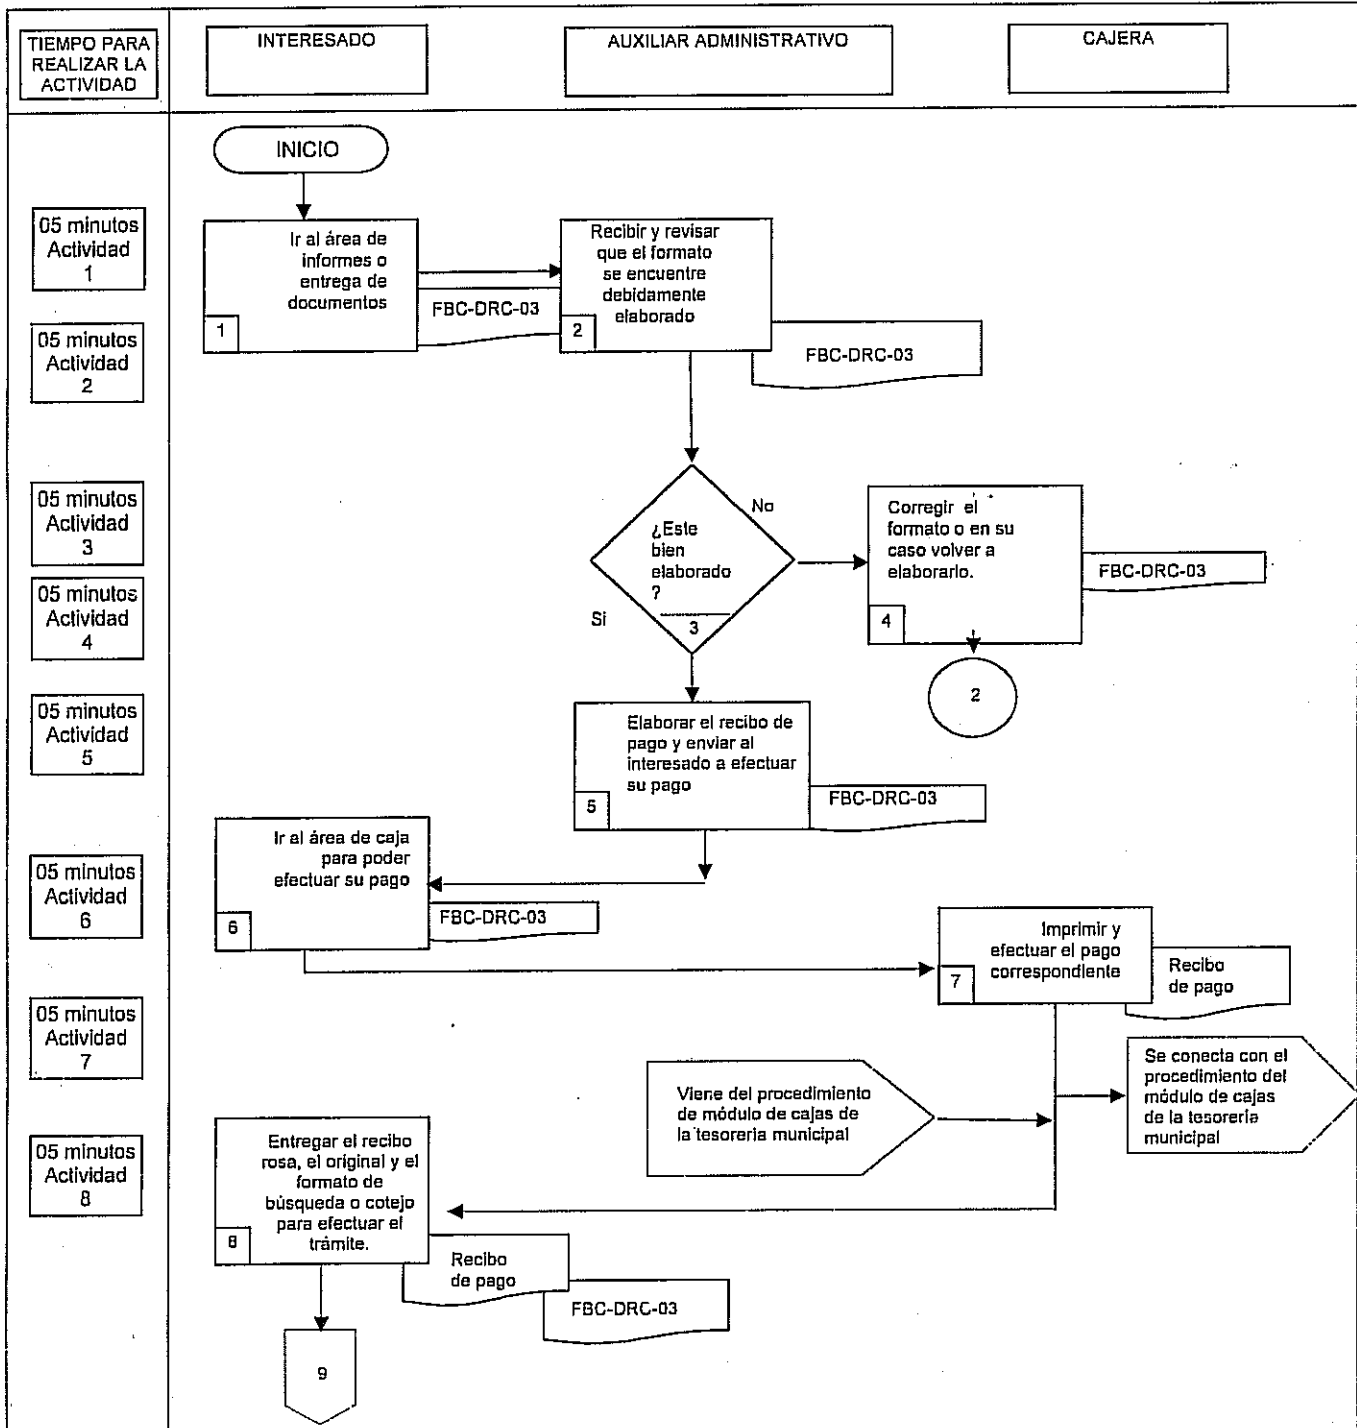 TIEMPO PARA
REALIZAR LA
ACTIVIDAD
INTERESADO
AUXILIAR ADMINISTRATIVO
CAJERA
INICIO
05 minutos
Actividad
1
Ir al área de
informes o
entrega de
documentos
1
FBC-DRC-03
Recibir y revisar
que el formato
se encuentre
debidamente
elaborado
2
FBC-DRC-03
05 minutos
Actividad
2
05 minutos
Actividad
3
¿Este
bien
elaborado
?
3
No
Si
Corregir el
formato o en su
caso volver a
elaborarlo.
4
FBC-DRC-03
2
05 minutos
Actividad
4
05 minutos
Actividad
5
Elaborar el recibo de
pago y enviar al
interesado a efectuar
su pago
5
FBC-DRC-03
05 minutos
Actividad
6
Ir al área de caja
para poder
efectuar su pago
6
FBC-DRC-03
Imprimir y
efectuar el pago
correspondiente
7
Recibo
de pago
05 minutos
Actividad
7
Viene del procedimiento
de módulo de cajas de
la tesoreria municipal
Se conecta con el
procedimiento del
módulo de cajas
de la tesoreria
municipal
05 minutos
Actividad
8
Entregar el recibo
rosa, el original y el
formato de
búsqueda o cotejo
para efectuar el
trámite.
8
Recibo
de pago
FBC-DRC-03
9